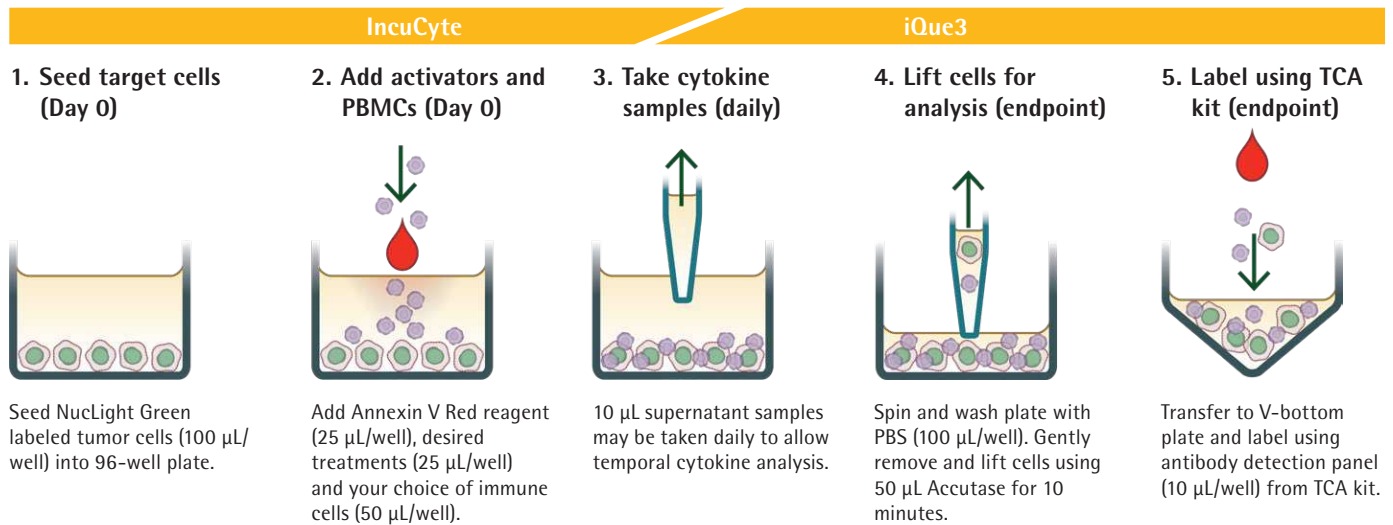 IncuCyte
iQue3
1. Seed target cells
(Day 0)
2. Add activators and
PBMCs (Day 0)
3. Take cytokine
samples (daily)
4. Lift cells for
analysis (endpoint)
5. Label using TCA
kit (endpoint)
Seed NucLight Green
labeled tumor cells (100 µL/
well) into 96-well plate.
Add Annexin V Red reagent
(25 µL/well), desired
treatments (25 µL/well)
and your choice of immune
cells (50 µL/well).
10 µL supernatant samples
may be taken daily to allow
temporal cytokine analysis.
Spin and wash plate with
PBS (100 µL/well). Gently
remove and lift cells using
50 µL Accutase for 10
minutes.
Transfer to V-bottom
plate and label using
antibody detection panel
(10 µL/well) from TCA kit.